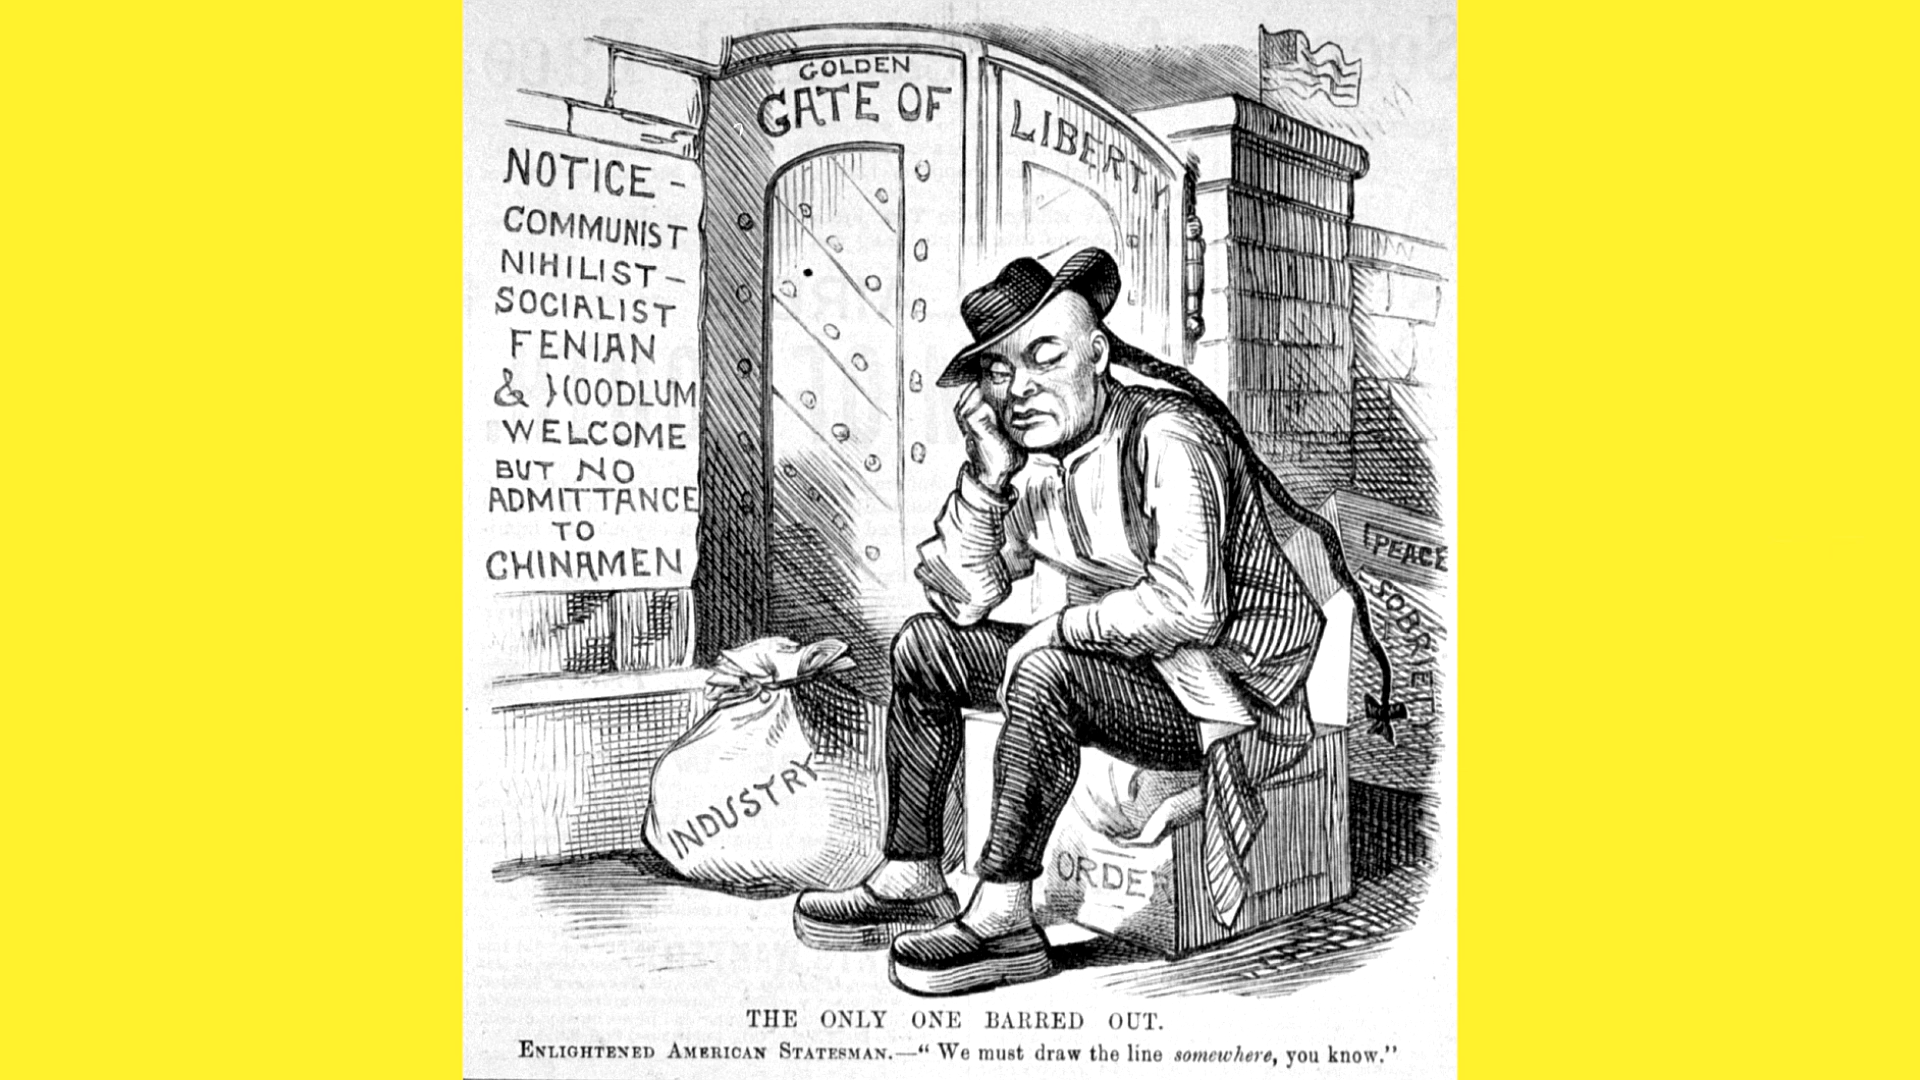 GOLDEN
GATE OF
LIBERTY
NOTICE -
COMMUNIST
NIHILIST -
SOCIALIST
FENIAN
& HOODLUM
WELCOME
BUT NO
ADMITTANCE
TO
CHINAMEN
PEACE
SOBRIETY
INDUSTRY
ORDER
THE ONLY ONE BARRED OUT.
ENLIGHTENED AMERICAN STATESMAN.—“ We must draw the line somewhere, you know.”